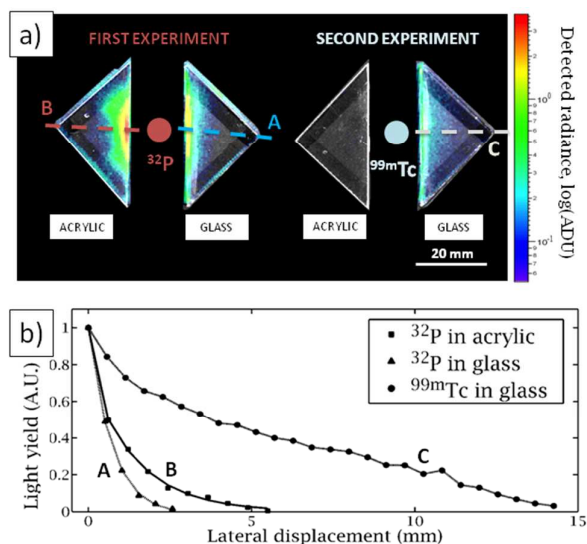 a)
FIRST EXPERIMENT
SECOND EXPERIMENT
B
A
C
³²P
⁹⁹ᵐTc
ACRYLIC
GLASS
ACRYLIC
GLASS
20 mm
Detected radiance, log(ADU)
10⁰
10⁻¹
b)
Light yield (A.U.)
1
0.8
0.6
0.4
0.2
0
³²P in acrylic
³²P in glass
⁹⁹ᵐTc in glass
A
B
C
0
5
10
15
Lateral displacement (mm)